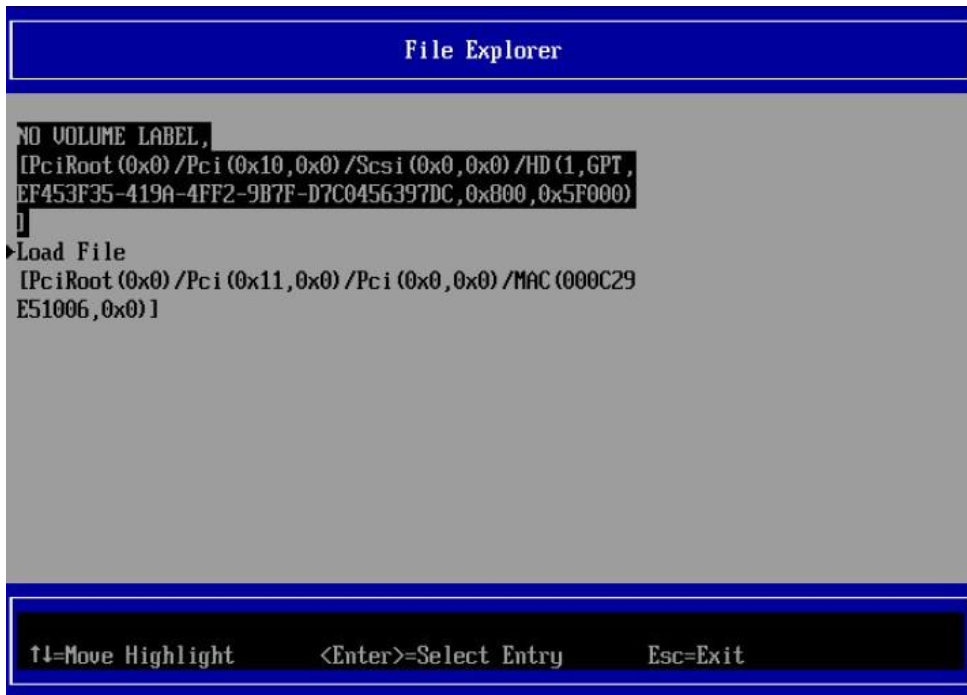 File Explorer
NO VOLUME LABEL,
[PciRoot(0x0)/Pci(0x10,0x0)/Scsi(0x0,0x0)/HD(1,GPT,
EF453F35-419A-4FF2-9B7F-D7C0456397DC,0x800,0x5F000)
]
▶Load File
[PciRoot(0x0)/Pci(0x11,0x0)/Pci(0x0,0x0)/MAC(000C29
E51006,0x0)]
↑↓=Move Highlight <Enter>=Select Entry Esc=Exit